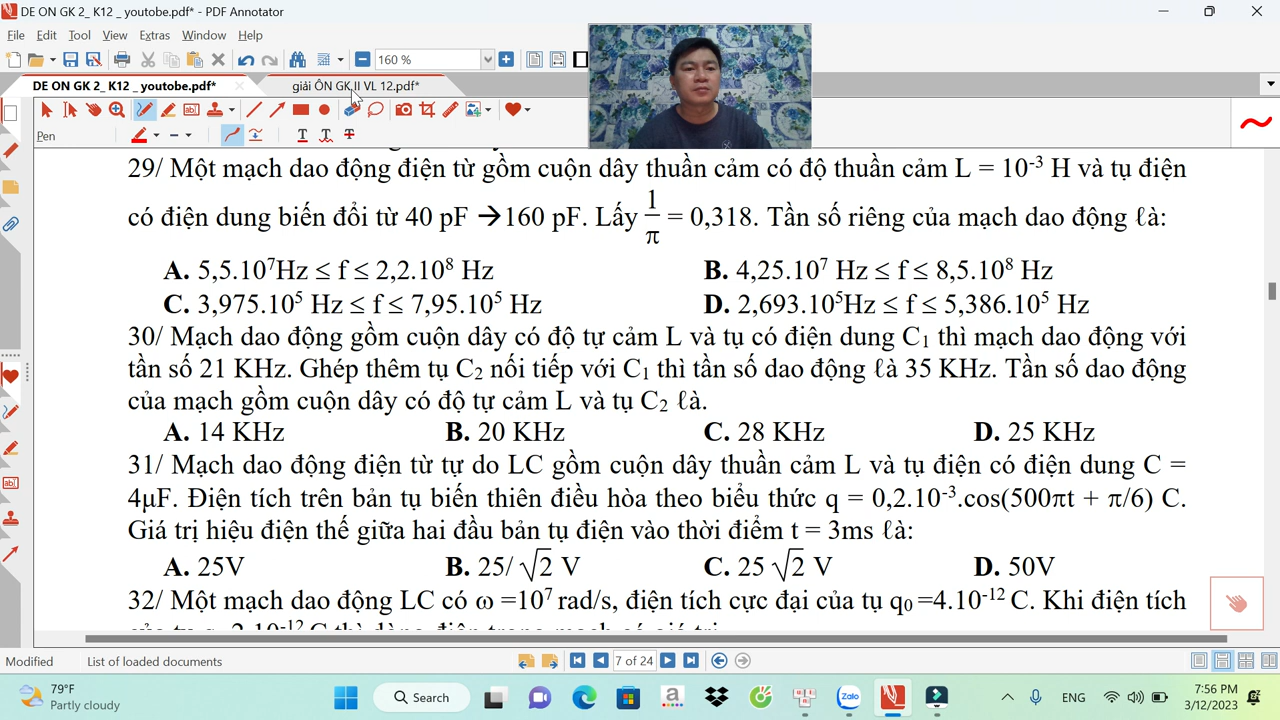 DE ON GK 2_ K12 _ youtobe.pdf* - PDF Annotator
File Edit Tool View Extras Window Help
160 %
DE ON GK 2_ K12 _ youtobe.pdf* giải ÔN GK II VL 12.pdf*
Pen
29/ Một mạch dao động điện từ gồm cuộn dây thuần cảm có độ thuần cảm L = 10⁻³ H và tụ điện
có điện dung biến đổi từ 40 pF →160 pF. Lấy 1/π = 0,318. Tần số riêng của mạch dao động ℓà:
A. 5,5.10⁷Hz ≤ f ≤ 2,2.10⁸ Hz B. 4,25.10⁷ Hz ≤ f ≤ 8,5.10⁸ Hz
C. 3,975.10⁵ Hz ≤ f ≤ 7,95.10⁵ Hz D. 2,693.10⁵Hz ≤ f ≤ 5,386.10⁵ Hz
30/ Mạch dao động gồm cuộn dây có độ tự cảm L và tụ có điện dung C₁ thì mạch dao động với
tần số 21 KHz. Ghép thêm tụ C₂ nối tiếp với C₁ thì tần số dao động ℓà 35 KHz. Tần số dao động
của mạch gồm cuộn dây có độ tự cảm L và tụ C₂ ℓà.
A. 14 KHz B. 20 KHz C. 28 KHz D. 25 KHz
31/ Mạch dao động điện từ tự do LC gồm cuộn dây thuần cảm L và tụ điện có điện dung C =
4μF. Điện tích trên bản tụ biến thiên điều hòa theo biểu thức q = 0,2.10⁻³.cos(500πt + π/6) C.
Giá trị hiệu điện thế giữa hai đầu bản tụ điện vào thời điểm t = 3ms ℓà:
A. 25V B. 25/ √2 V C. 25 √2 V D. 50V
32/ Một mạch dao động LC có ω =10⁷ rad/s, điện tích cực đại của tụ q₀ =4.10⁻¹² C. Khi điện tích
7 of 24
Modified List of loaded documents
79°F
Partly cloudy
Search
Zalo
ENG
7:56 PM
3/12/2023